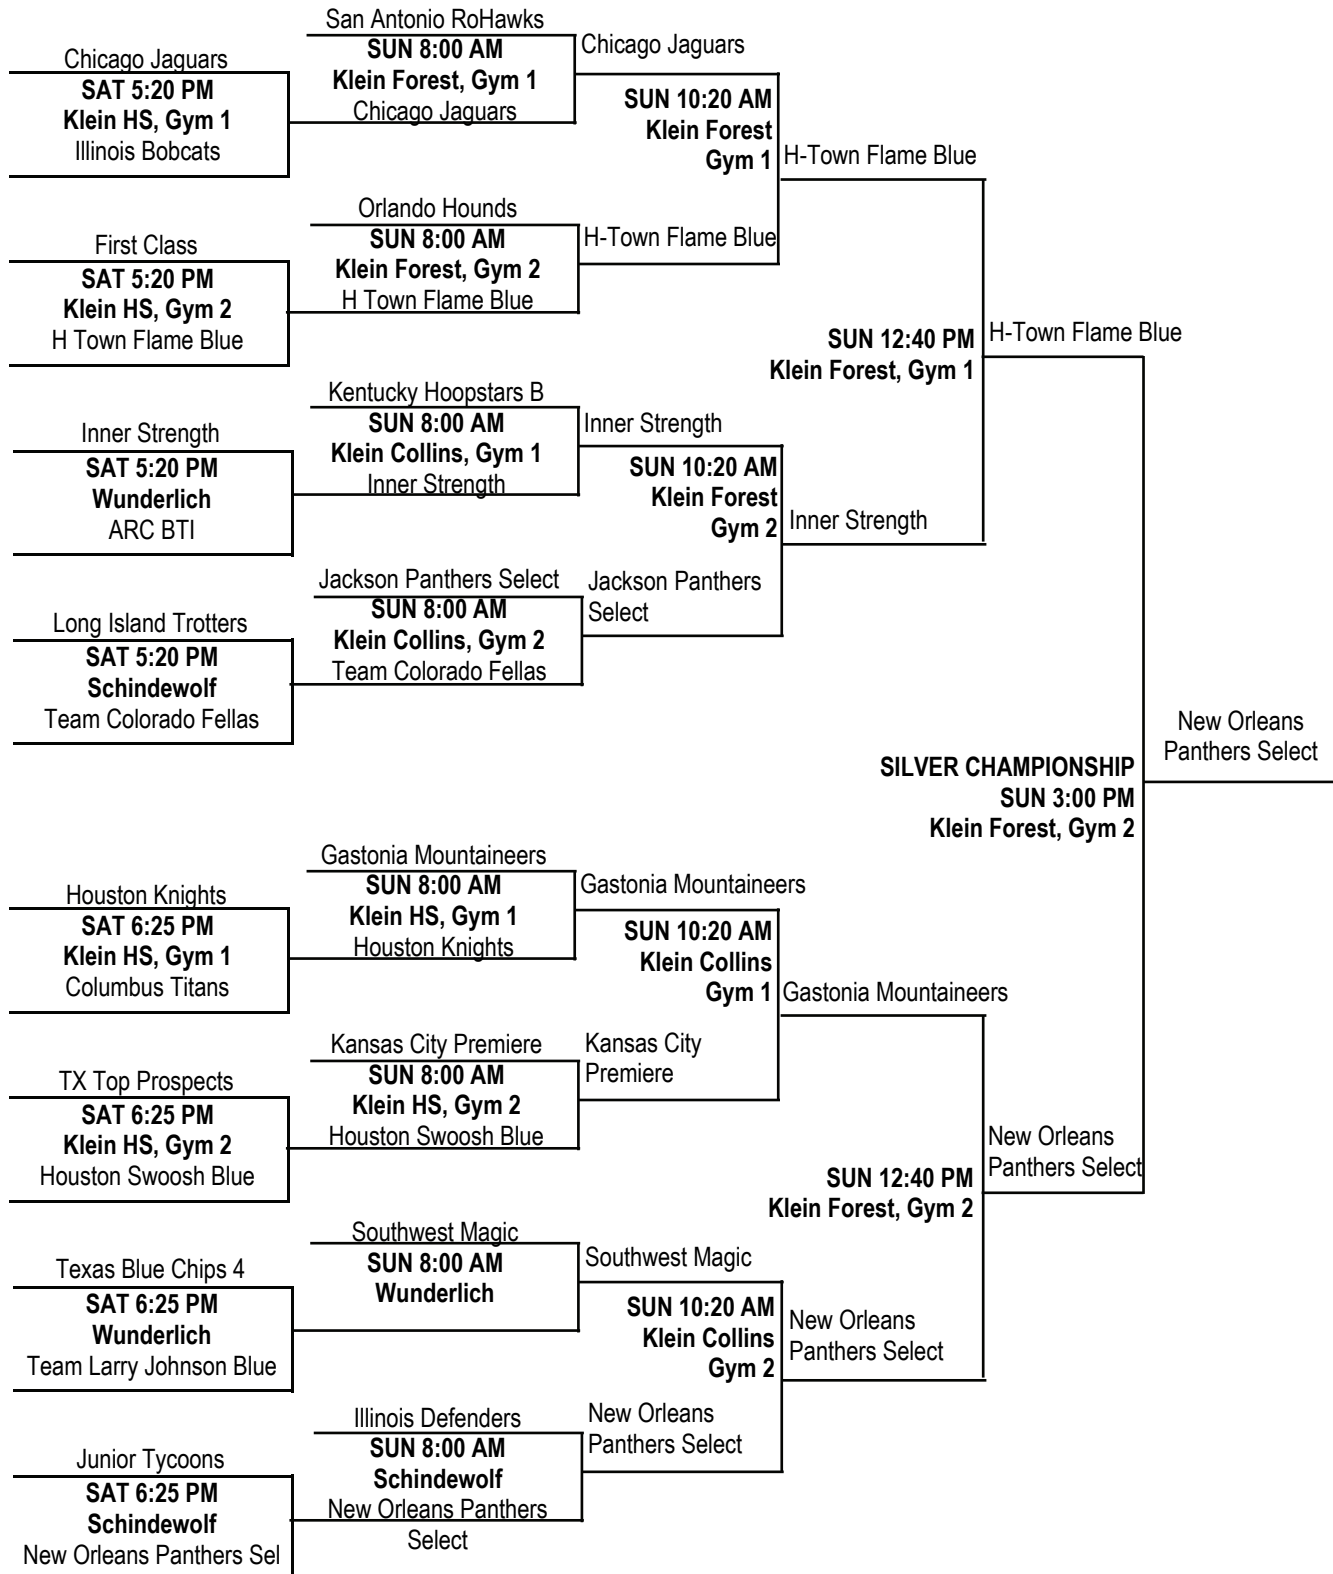 San Antonio RoHawks
SUN 8:00 AM
Klein Forest, Gym 1
Chicago Jaguars
Chicago Jaguars
Chicago Jaguars
SAT 5:20 PM
Klein HS, Gym 1
Illinois Bobcats
SUN 10:20 AM
Klein Forest
Gym 1
H-Town Flame Blue
Orlando Hounds
SUN 8:00 AM
Klein Forest, Gym 2
H Town Flame Blue
H-Town Flame Blue
First Class
SAT 5:20 PM
Klein HS, Gym 2
H Town Flame Blue
SUN 12:40 PM
Klein Forest, Gym 1
H-Town Flame Blue
Kentucky Hoopstars B
SUN 8:00 AM
Klein Collins, Gym 1
Inner Strength
Inner Strength
Inner Strength
SAT 5:20 PM
Wunderlich
ARC BTI
SUN 10:20 AM
Klein Forest
Gym 2
Inner Strength
Jackson Panthers Select
SUN 8:00 AM
Klein Collins, Gym 2
Team Colorado Fellas
Jackson Panthers
Select
Long Island Trotters
SAT 5:20 PM
Schindewolf
Team Colorado Fellas
New Orleans
Panthers Select
SILVER CHAMPIONSHIP
SUN 3:00 PM
Klein Forest, Gym 2
Gastonia Mountaineers
SUN 8:00 AM
Klein HS, Gym 1
Houston Knights
Gastonia Mountaineers
Houston Knights
SAT 6:25 PM
Klein HS, Gym 1
Columbus Titans
SUN 10:20 AM
Klein Collins
Gym 1
Gastonia Mountaineers
Kansas City Premiere
SUN 8:00 AM
Klein HS, Gym 2
Houston Swoosh Blue
Kansas City
Premiere
TX Top Prospects
SAT 6:25 PM
Klein HS, Gym 2
Houston Swoosh Blue
SUN 12:40 PM
Klein Forest, Gym 2
New Orleans
Panthers Select
Southwest Magic
SUN 8:00 AM
Wunderlich
Southwest Magic
Texas Blue Chips 4
SAT 6:25 PM
Wunderlich
Team Larry Johnson Blue
SUN 10:20 AM
Klein Collins
Gym 2
New Orleans
Panthers Select
Illinois Defenders
SUN 8:00 AM
Schindewolf
New Orleans Panthers
Select
New Orleans
Panthers Select
Junior Tycoons
SAT 6:25 PM
Schindewolf
New Orleans Panthers Sel